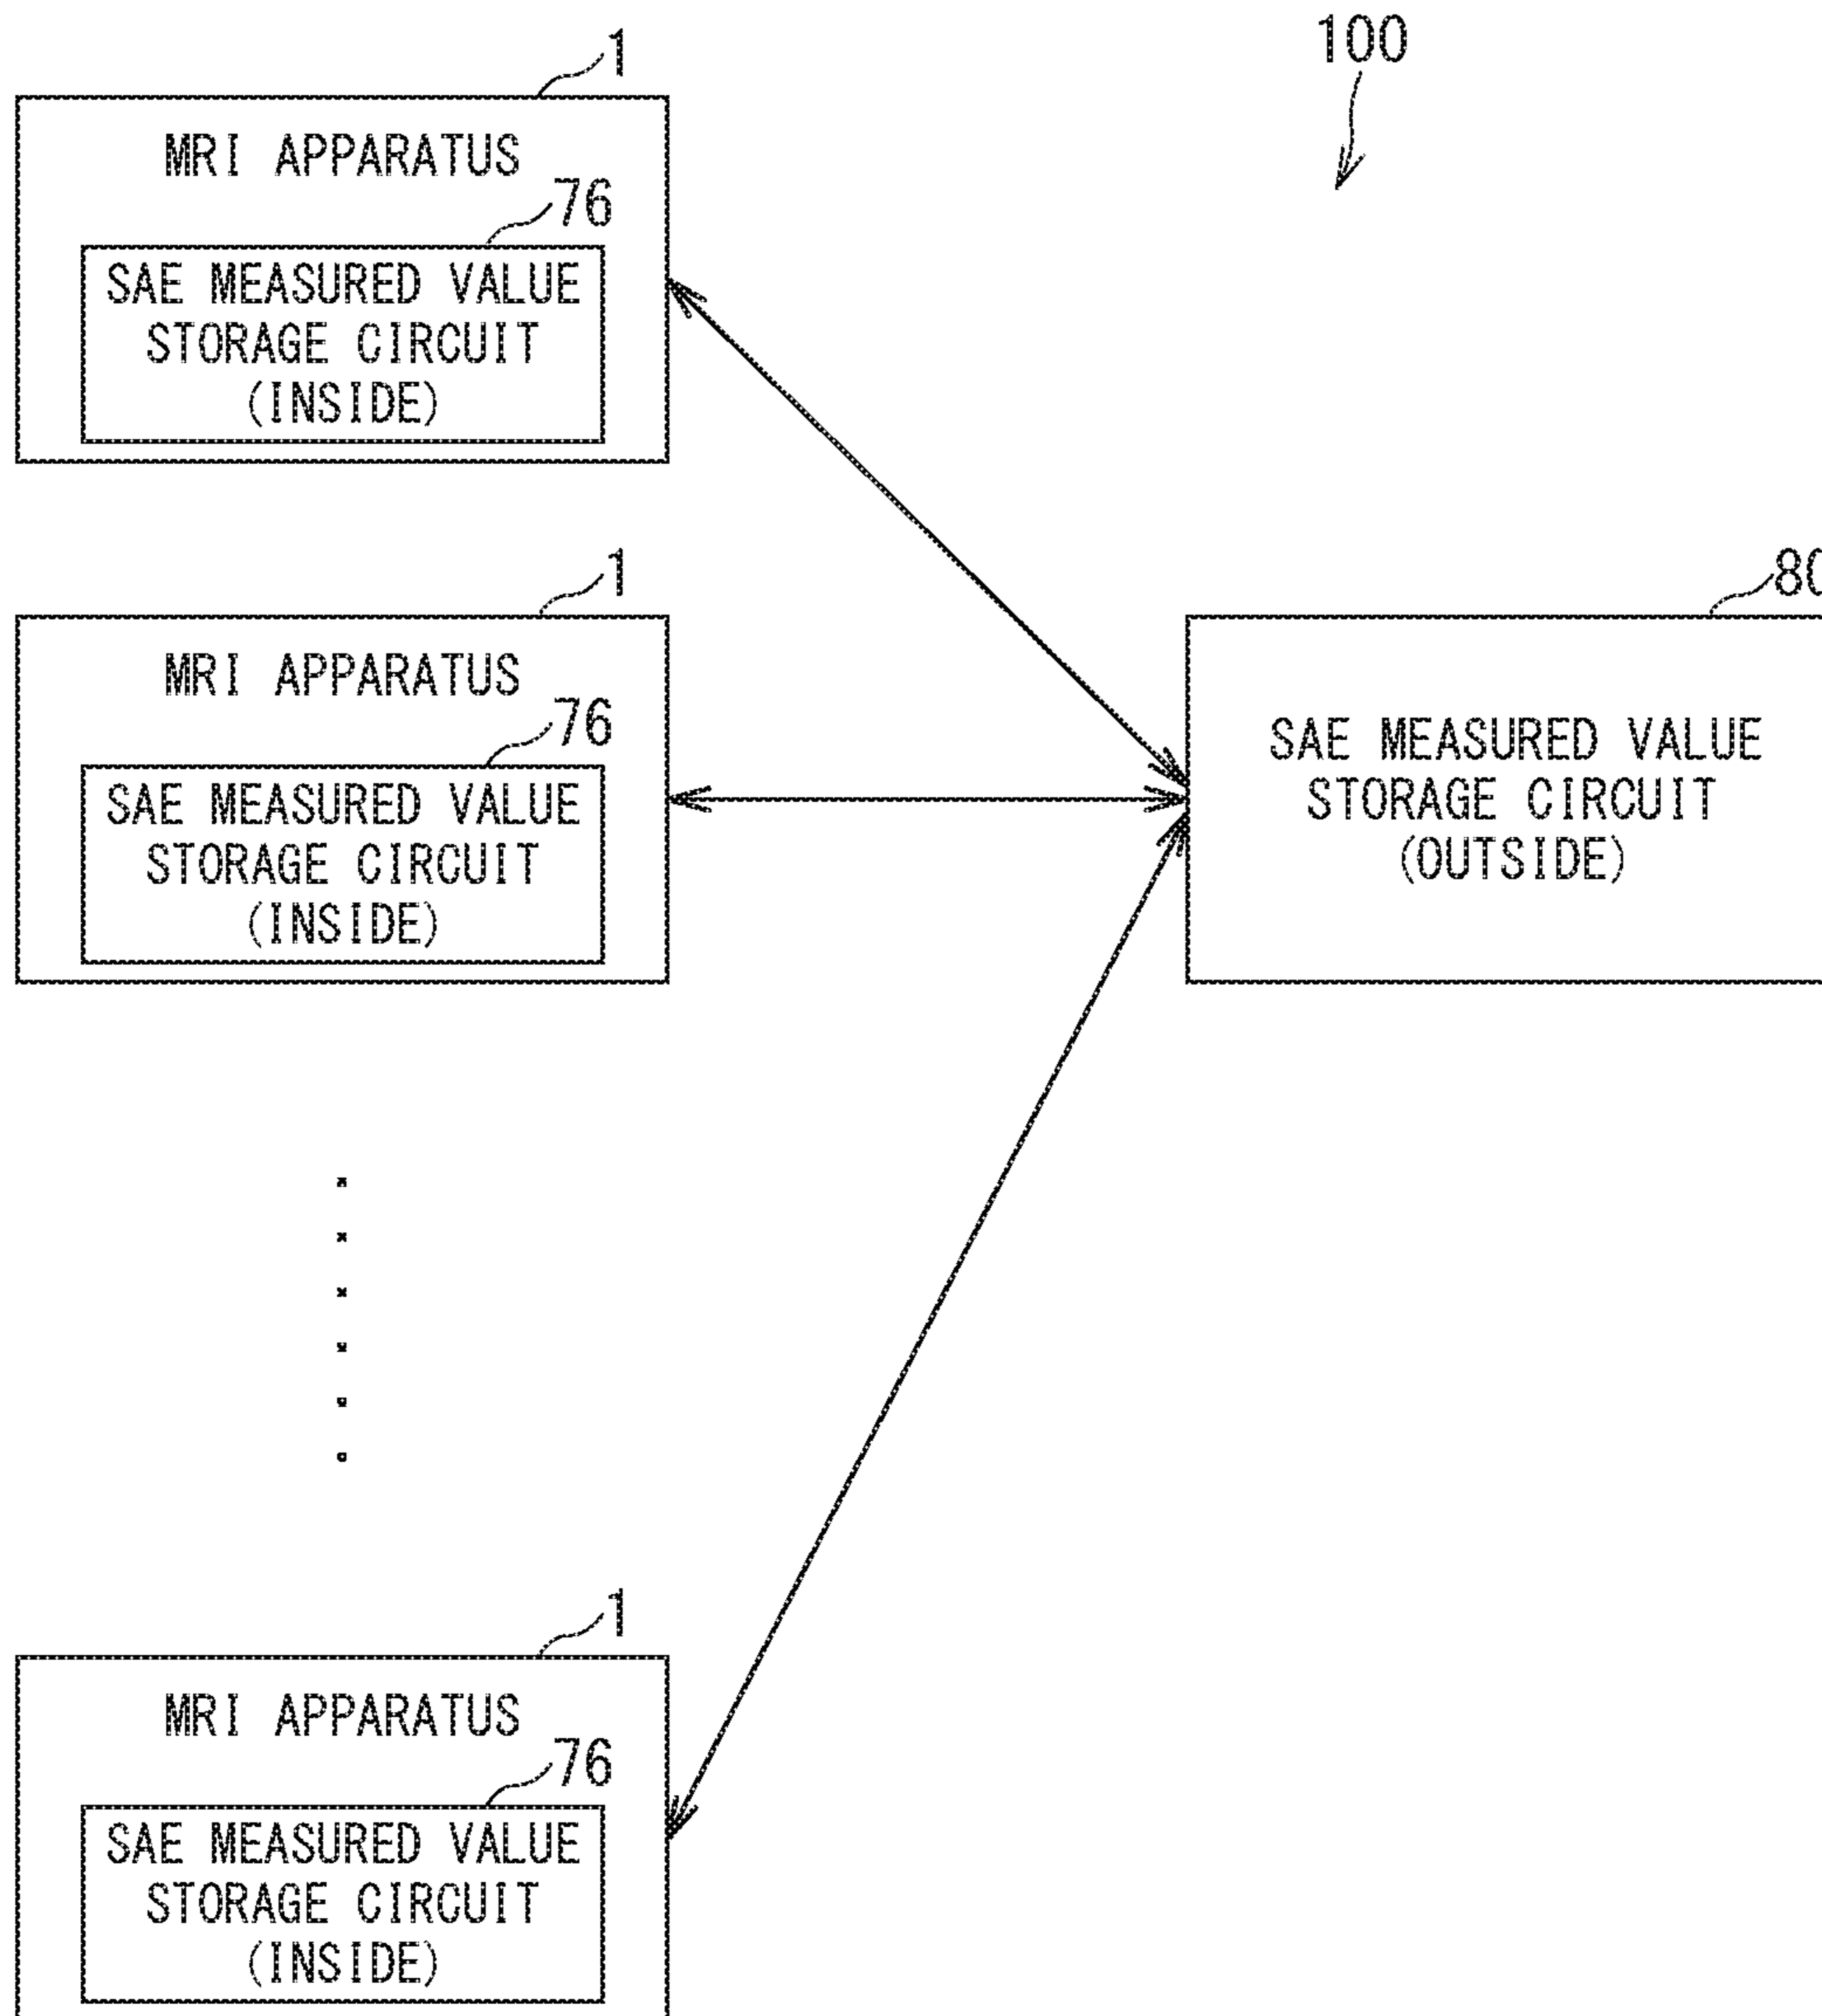 100
1
MRI APPARATUS
76
SAE MEASURED VALUE
STORAGE CIRCUIT
(INSIDE)
1
MRI APPARATUS
76
SAE MEASURED VALUE
STORAGE CIRCUIT
(INSIDE)
80
SAE MEASURED VALUE
STORAGE CIRCUIT
(OUTSIDE)
1
MRI APPARATUS
76
SAE MEASURED VALUE
STORAGE CIRCUIT
(INSIDE)